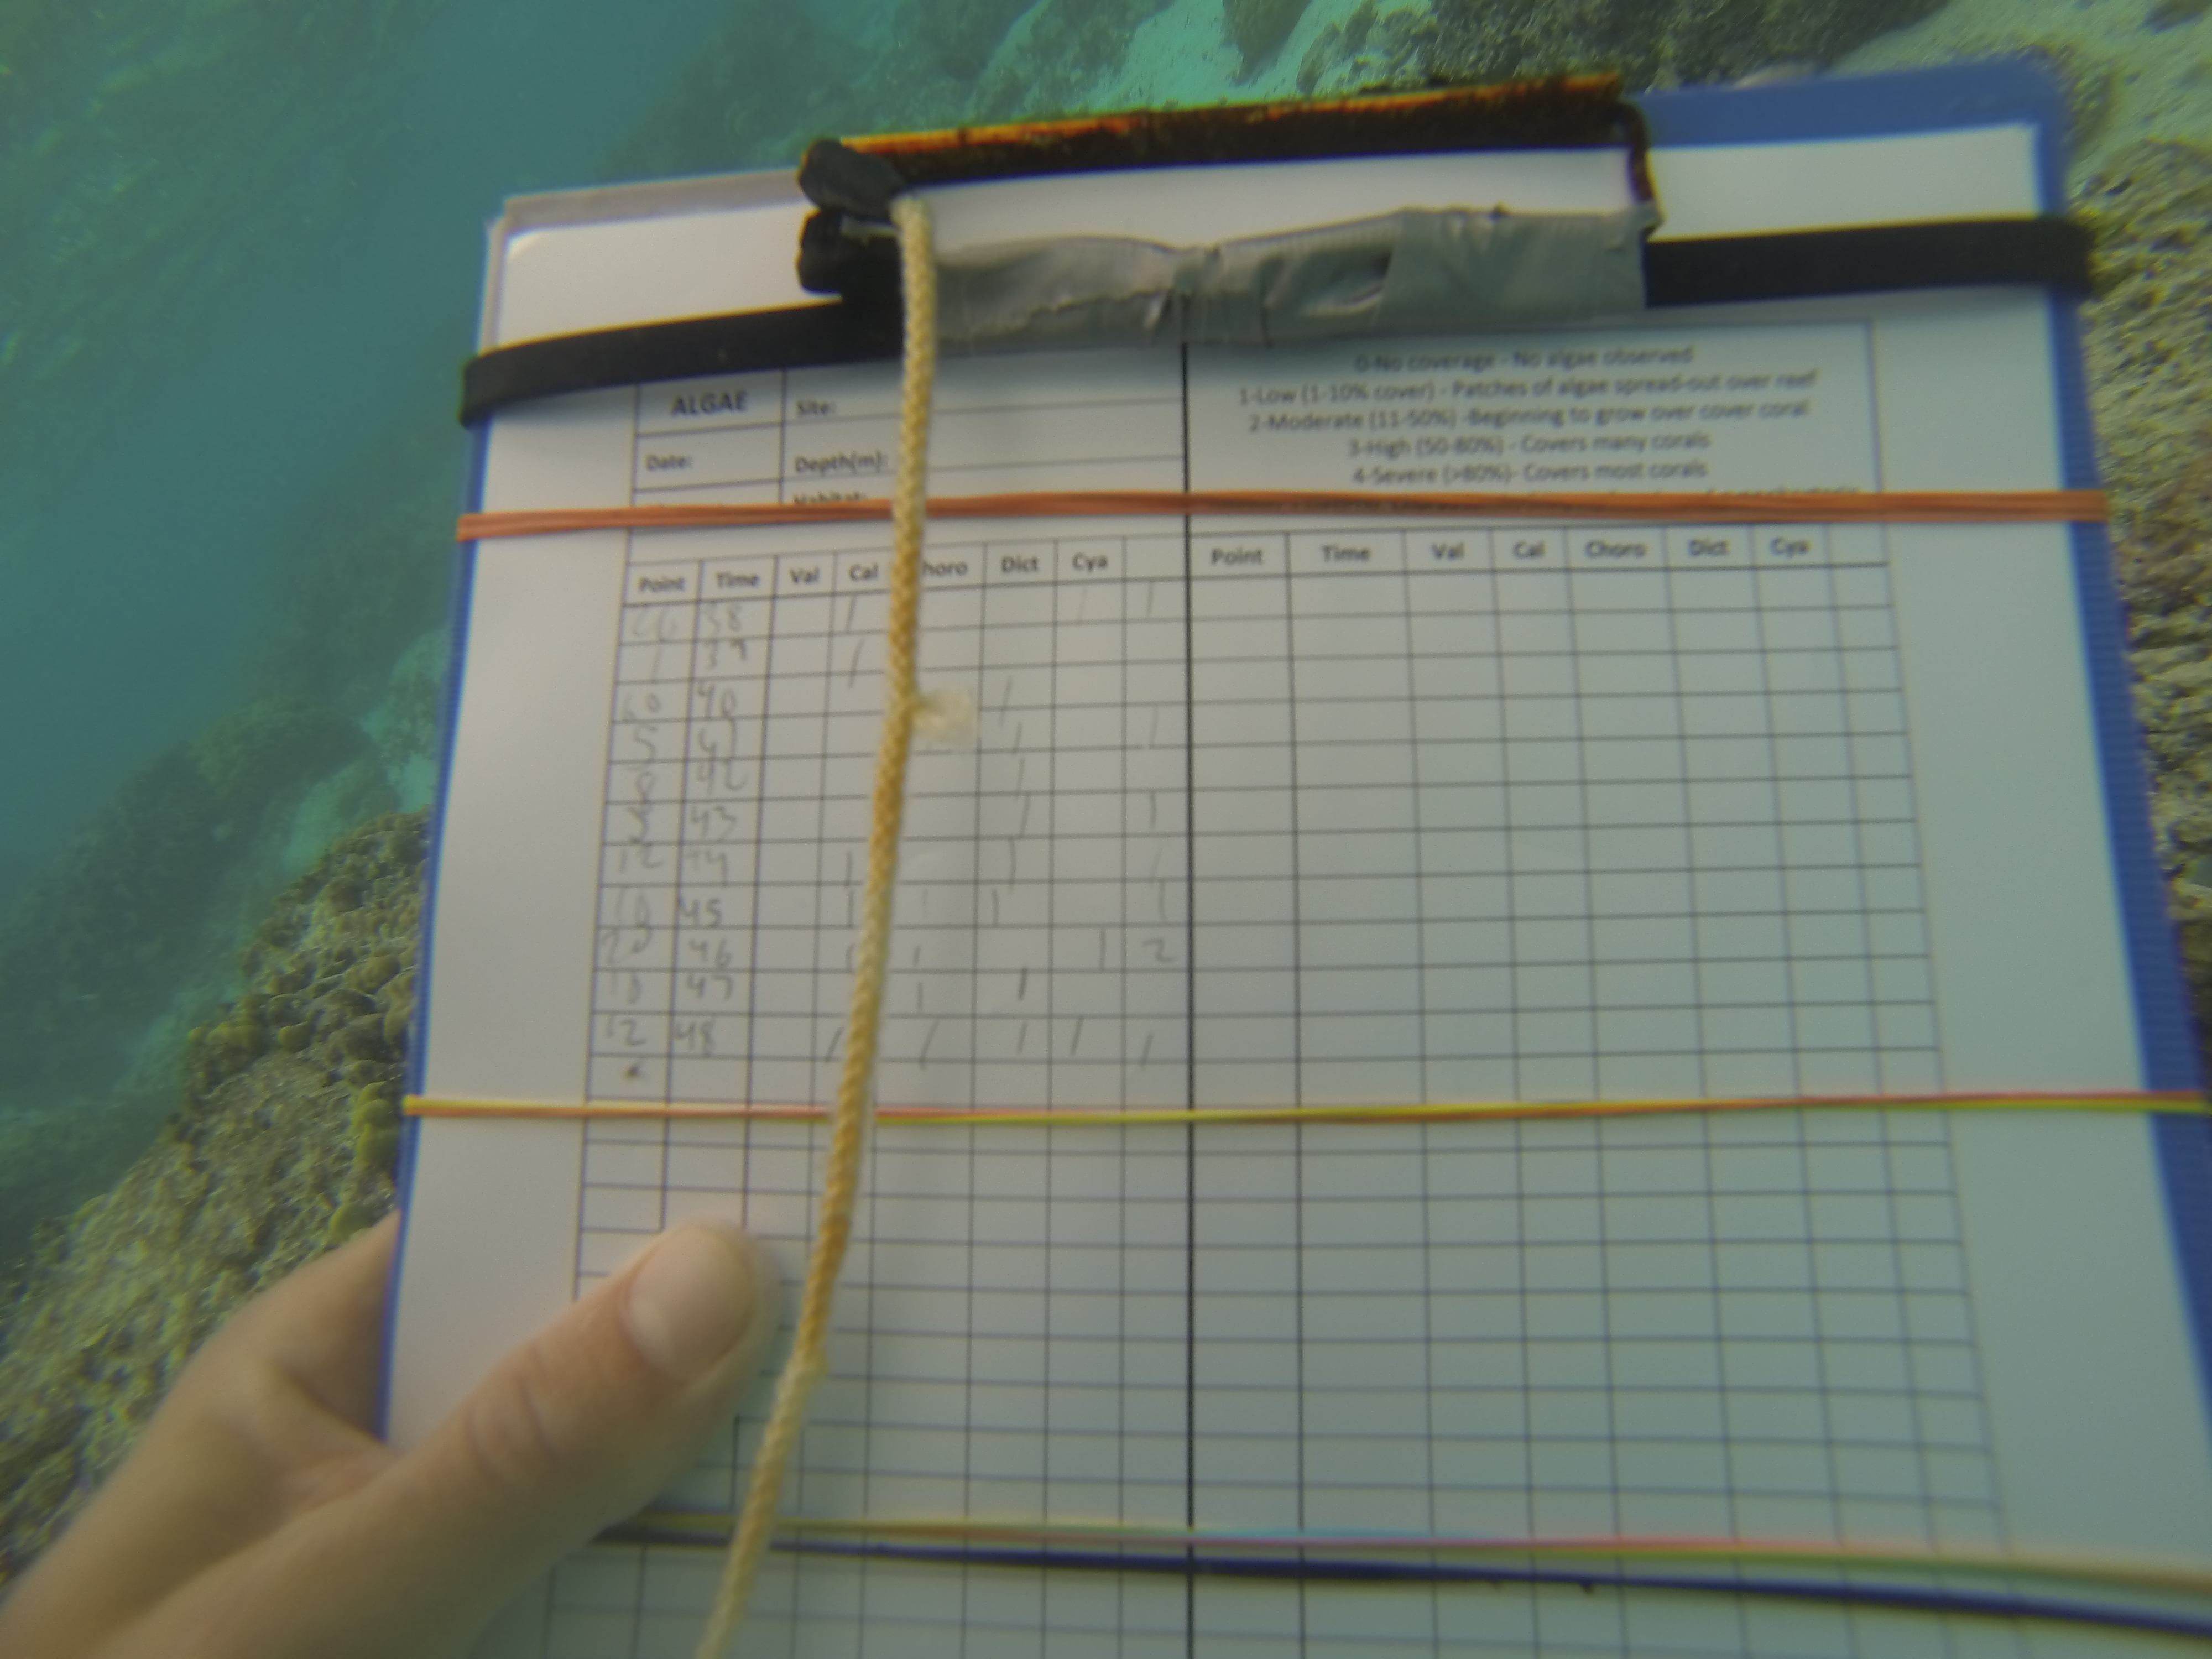 0-No coverage - No algae observed
1-Low (1-10% cover) - Patches of algae spread-out over reef
2-Moderate (11-50%) -Beginning to grow over cover coral
3-High (50-80%) - Covers many corals
4-Severe (>80%)- Covers most corals
ALGAE Site:
Date: Depth(m):
Habitat:
Point Time Val Cal horo Dict Cya Point Time Val Cal Choro Dict Cya
38 1 1 1
1 39 1
40 1
5 41 1 1
8 42 1
43 1 1
12 44 1 1 1
10 45 1 1 1 1
20 46 1 1 1 2
10 47 1 1
12 48 1 1 1 1 1